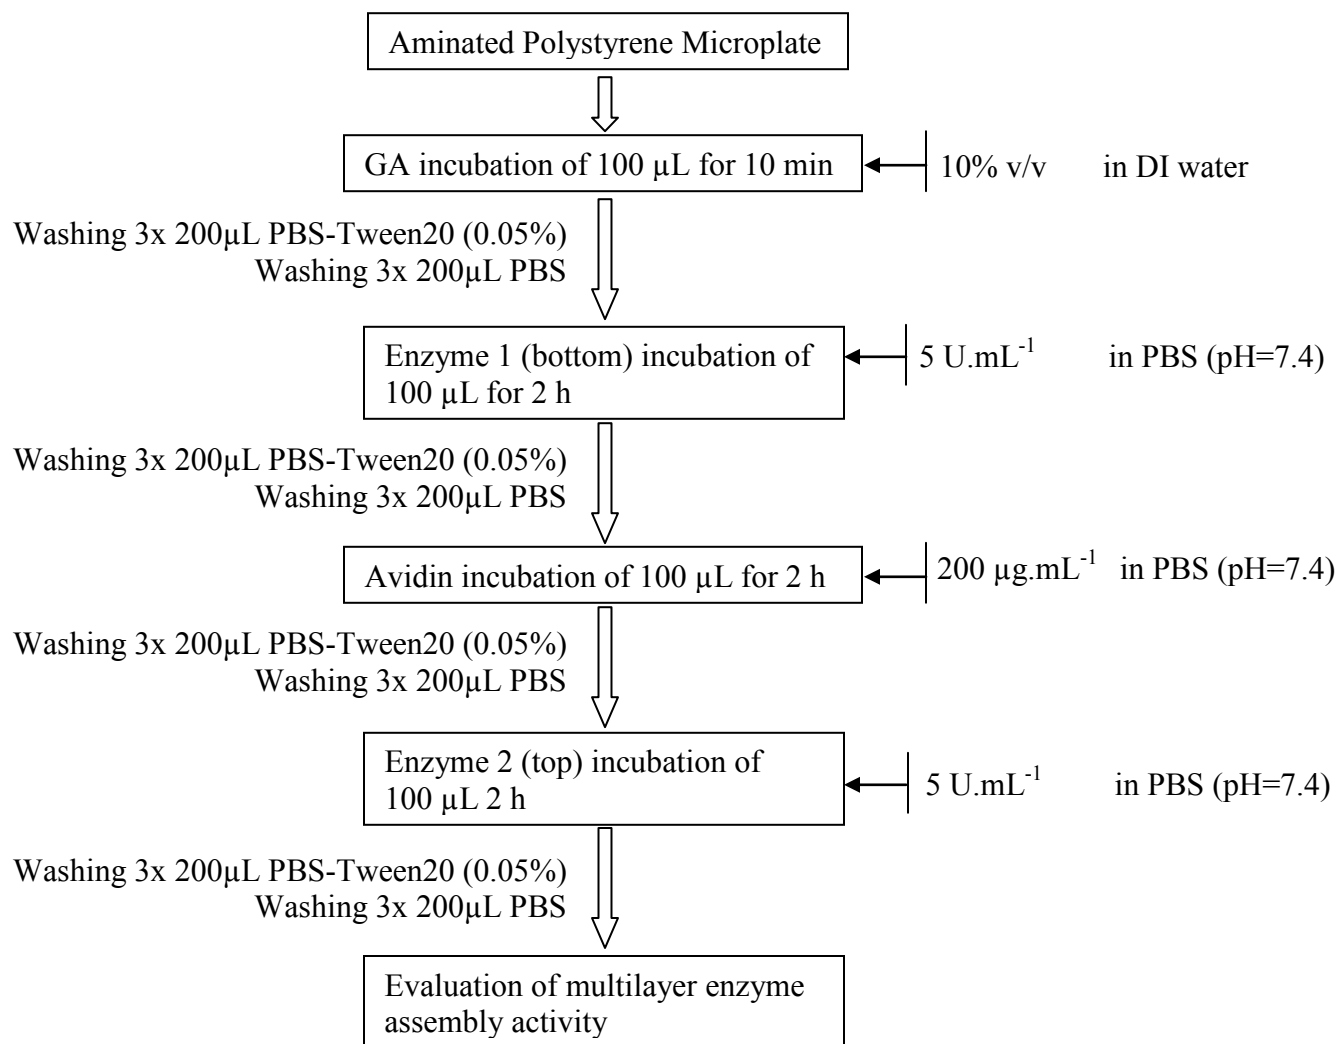 Aminated Polystyrene Microplate
GA incubation of 100 µL for 10 min
10% v/v in DI water
Washing 3x 200µL PBS-Tween20 (0.05%)
Washing 3x 200µL PBS
Enzyme 1 (bottom) incubation of
100 µL for 2 h
5 U.mL⁻¹ in PBS (pH=7.4)
Washing 3x 200µL PBS-Tween20 (0.05%)
Washing 3x 200µL PBS
Avidin incubation of 100 µL for 2 h
200 µg.mL⁻¹ in PBS (pH=7.4)
Washing 3x 200µL PBS-Tween20 (0.05%)
Washing 3x 200µL PBS
Enzyme 2 (top) incubation of
100 µL 2 h
5 U.mL⁻¹ in PBS (pH=7.4)
Washing 3x 200µL PBS-Tween20 (0.05%)
Washing 3x 200µL PBS
Evaluation of multilayer enzyme
assembly activity